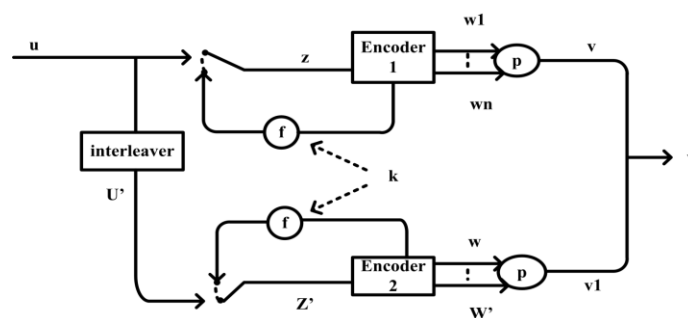 w1
u
z
Encoder
1
p
v
wn
f
interleaver
k
U’
f
w
Encoder
2
p
Z’
v1
W’